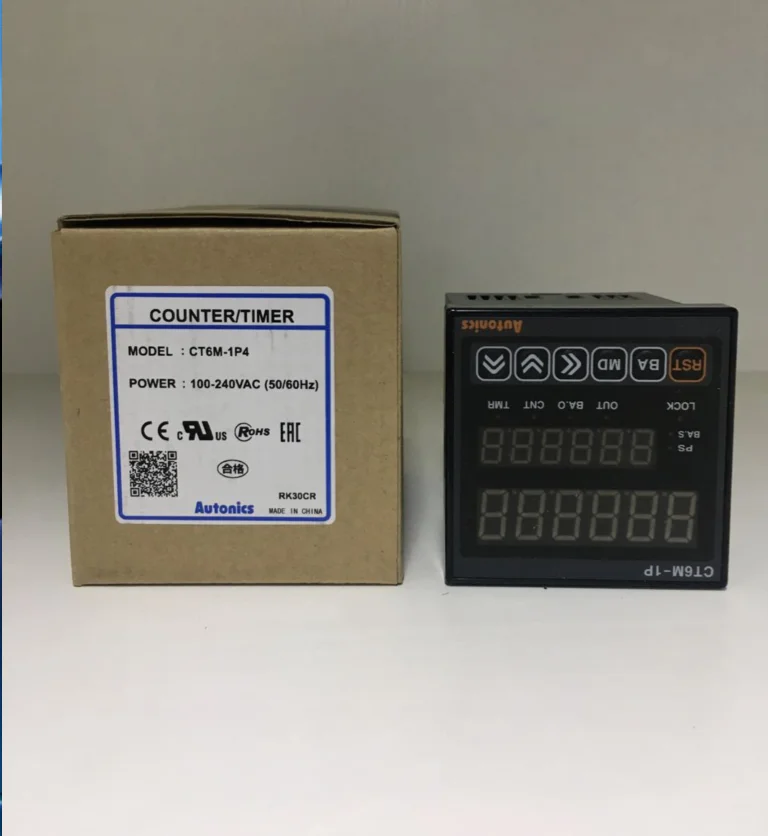 COUNTER/TIMER
MODEL : CT6M-1P4
POWER : 100-240VAC (50/60Hz)
CE c RU US RoHS EAC
合格
RK30CR
Autonics MADE IN CHINA
CT6M-1P
PS
BA.S
LOCK OUT BA.O CNT TMR
RST BA MD
Autonics